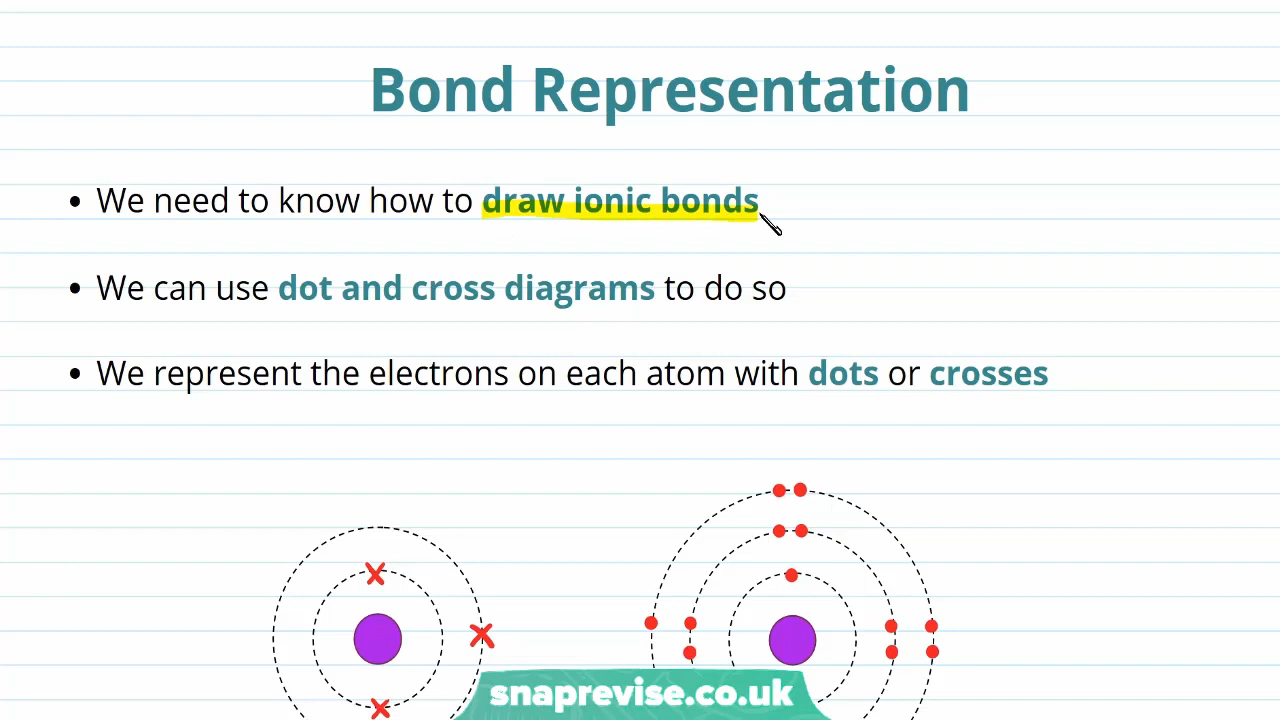 Bond Representation
• We need to know how to draw ionic bonds
• We can use dot and cross diagrams to do so
• We represent the electrons on each atom with dots or crosses
snaprevise.co.uk